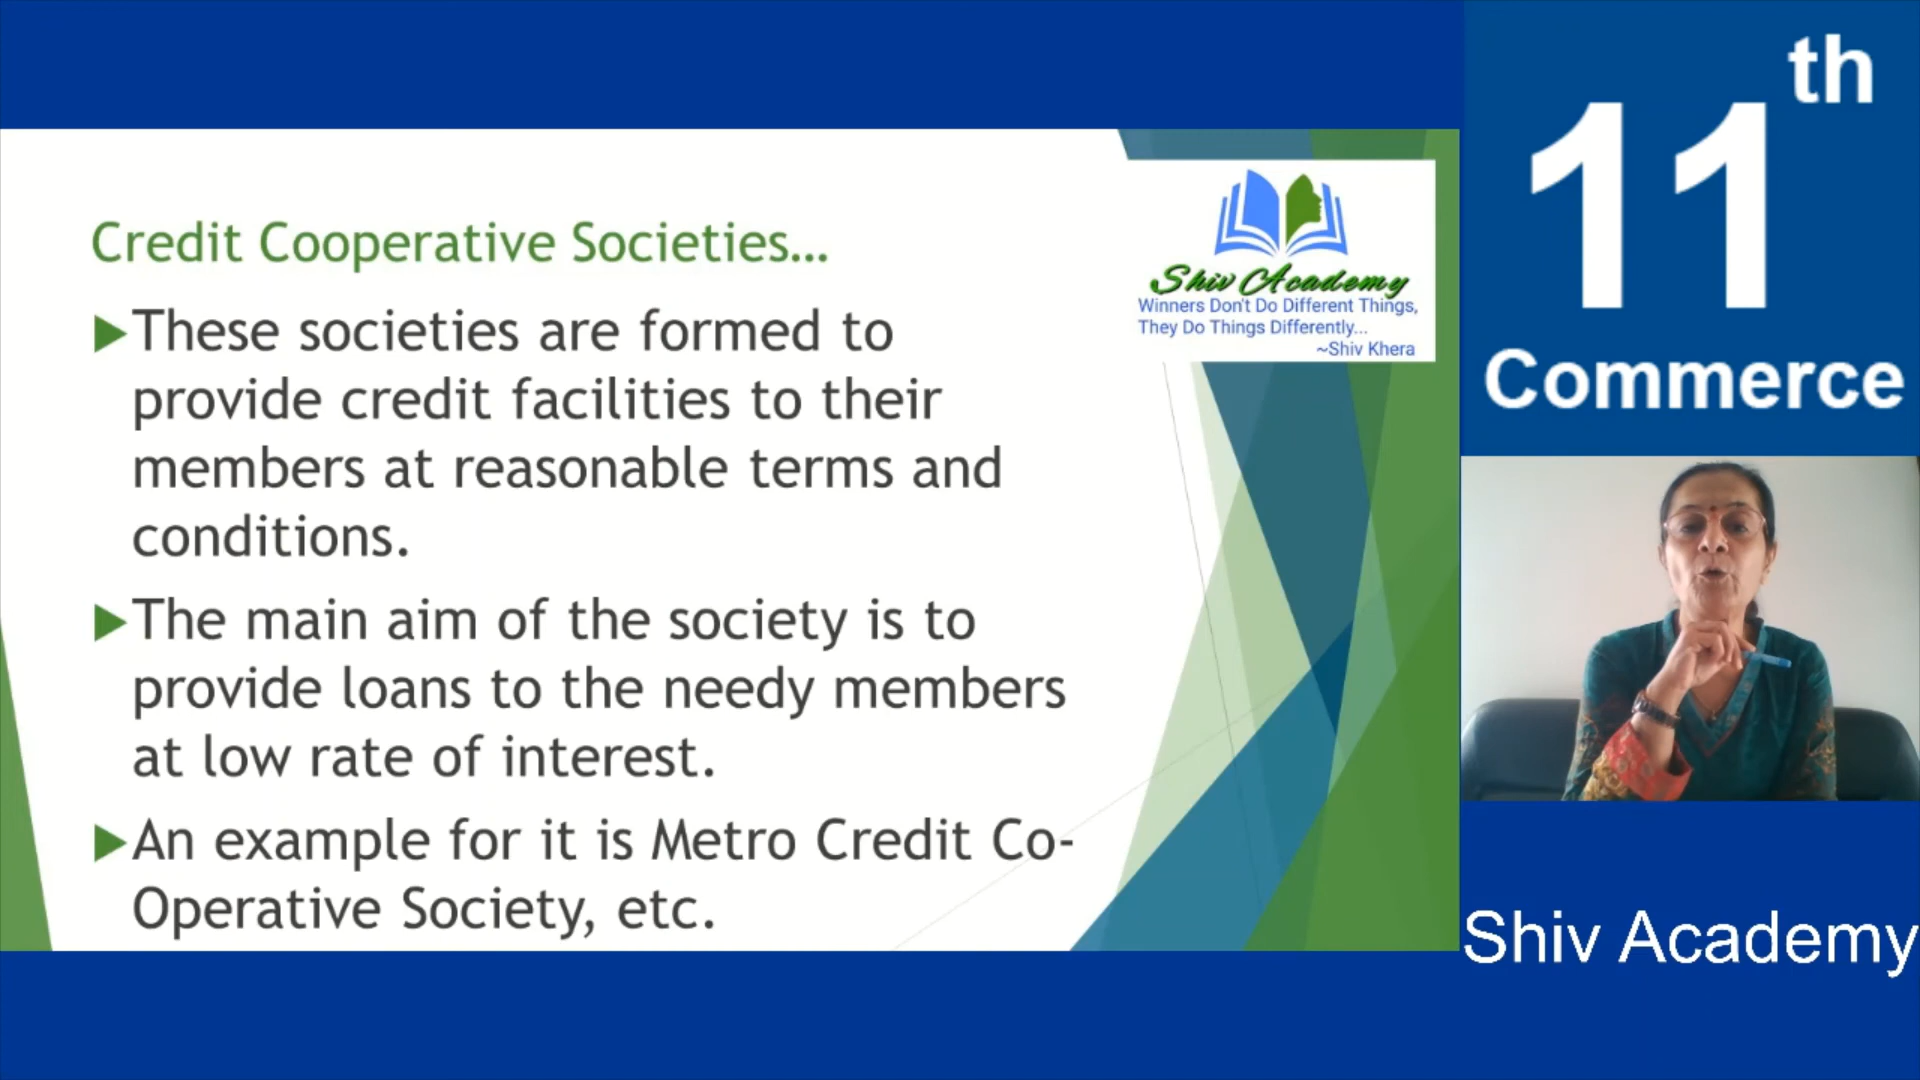 Credit Cooperative Societies...
These societies are formed to
provide credit facilities to their
members at reasonable terms and
conditions.
The main aim of the society is to
provide loans to the needy members
at low rate of interest.
An example for it is Metro Credit Co-
Operative Society, etc.
Shiv Academy
Winners Don't Do Different Things,
They Do Things Differently...
~Shiv Khera
11th
Commerce
Shiv Academy